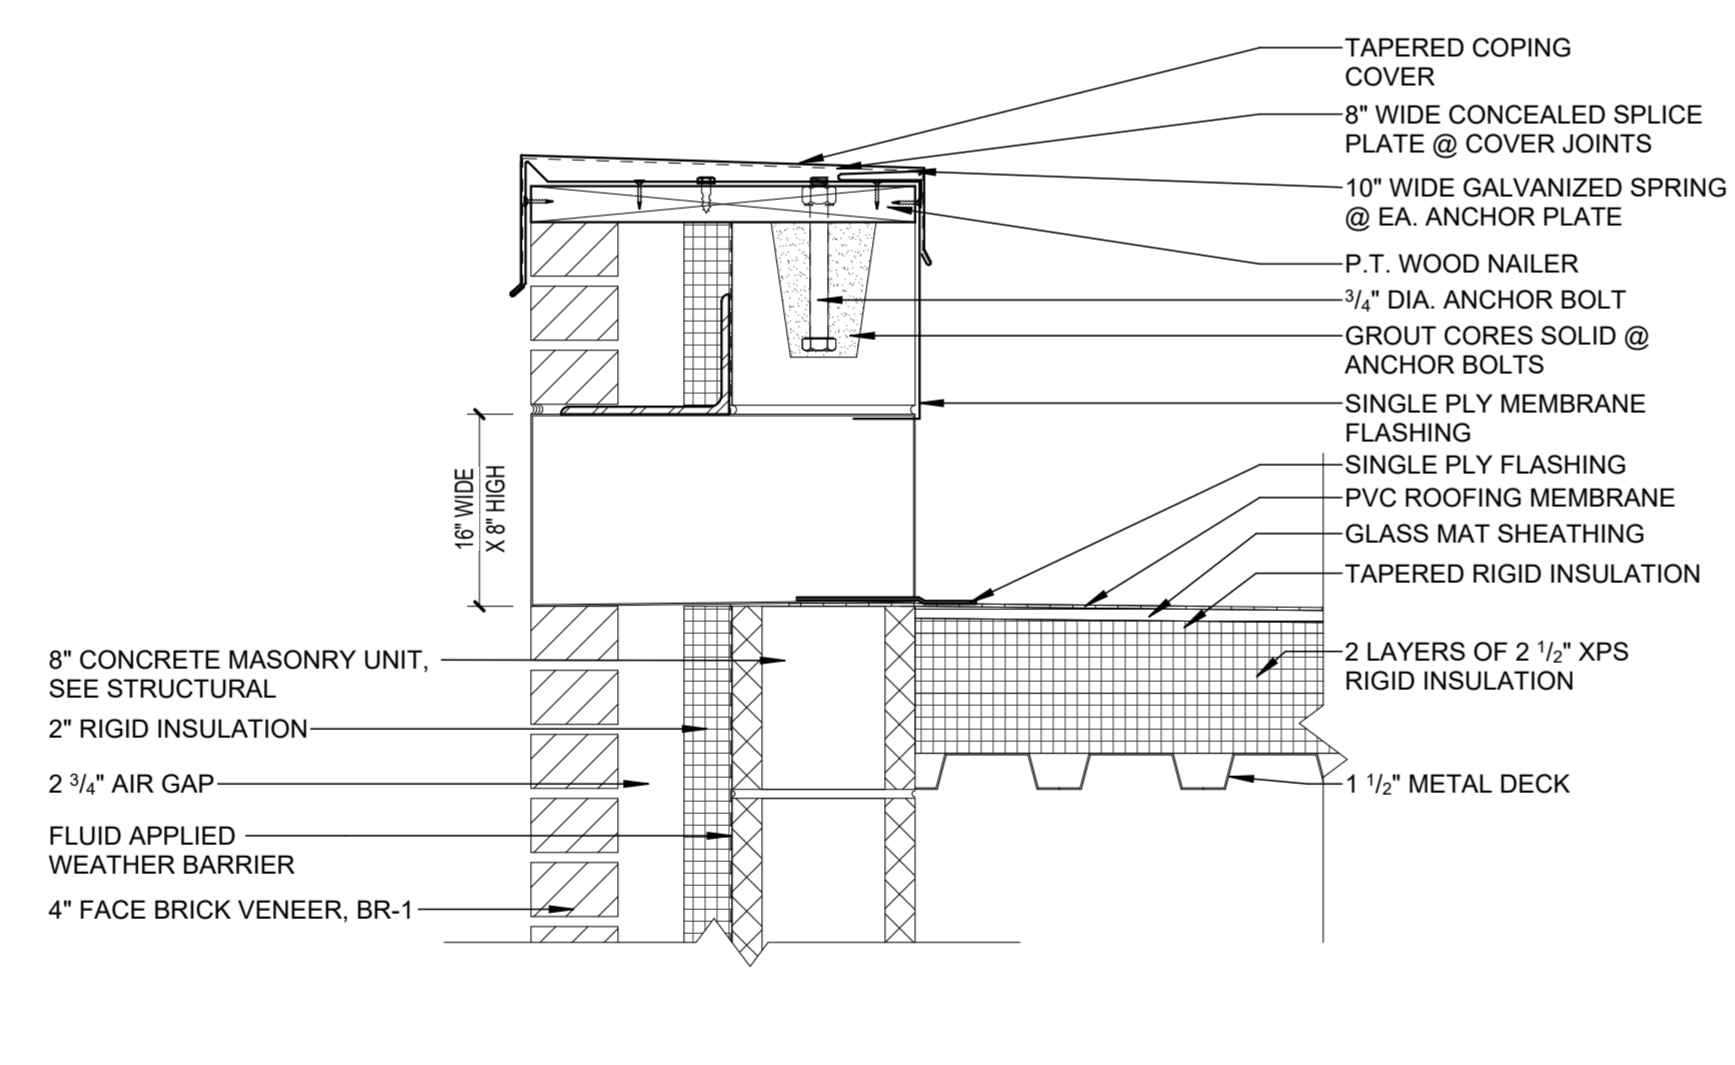 TAPERED COPING
COVER
8" WIDE CONCEALED SPLICE
PLATE @ COVER JOINTS
10" WIDE GALVANIZED SPRING
@ EA. ANCHOR PLATE
P.T. WOOD NAILER
3/4" DIA. ANCHOR BOLT
GROUT CORES SOLID @
ANCHOR BOLTS
SINGLE PLY MEMBRANE
FLASHING
SINGLE PLY FLASHING
PVC ROOFING MEMBRANE
GLASS MAT SHEATHING
TAPERED RIGID INSULATION
2 LAYERS OF 2 1/2" XPS
RIGID INSULATION
1 1/2" METAL DECK
16" WIDE
X 8" HIGH
8" CONCRETE MASONRY UNIT,
SEE STRUCTURAL
2" RIGID INSULATION
2 3/4" AIR GAP
FLUID APPLIED
WEATHER BARRIER
4" FACE BRICK VENEER, BR-1